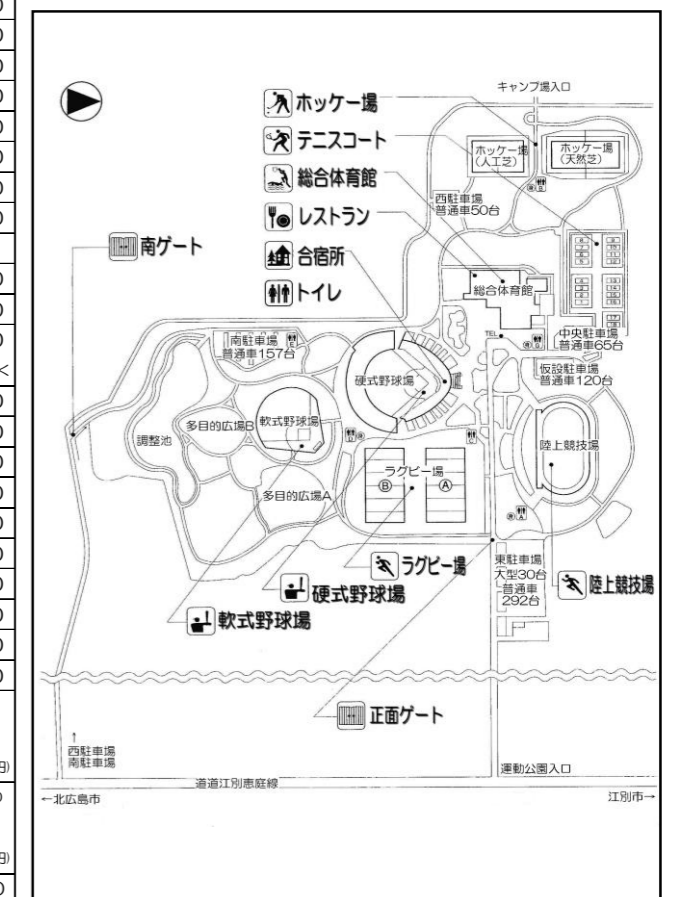 キャンプ場入口
ホッケー場
テニスコート
総合体育館
レストラン
合宿所
トイレ
南ゲート
ホッケー場
(人工芝)
ホッケー場
(天然芝)
西駐車場
普通車50台
総合体育館
TEL
中央駐車場
普通車65台
仮設駐車場
普通車120台
南駐車場
普通車157台
硬式野球場
軟式野球場
多目的広場B
調整池
多目的広場A
ラグビー場
Ⓑ
Ⓐ
陸上競技場
東駐車場
大型30台
普通車
292台
ラグビー場
硬式野球場
軟式野球場
陸上競技場
正面ゲート
↑
西駐車場
南駐車場
運動公園入口
道道江別恵庭線
←北広島市
江別市→